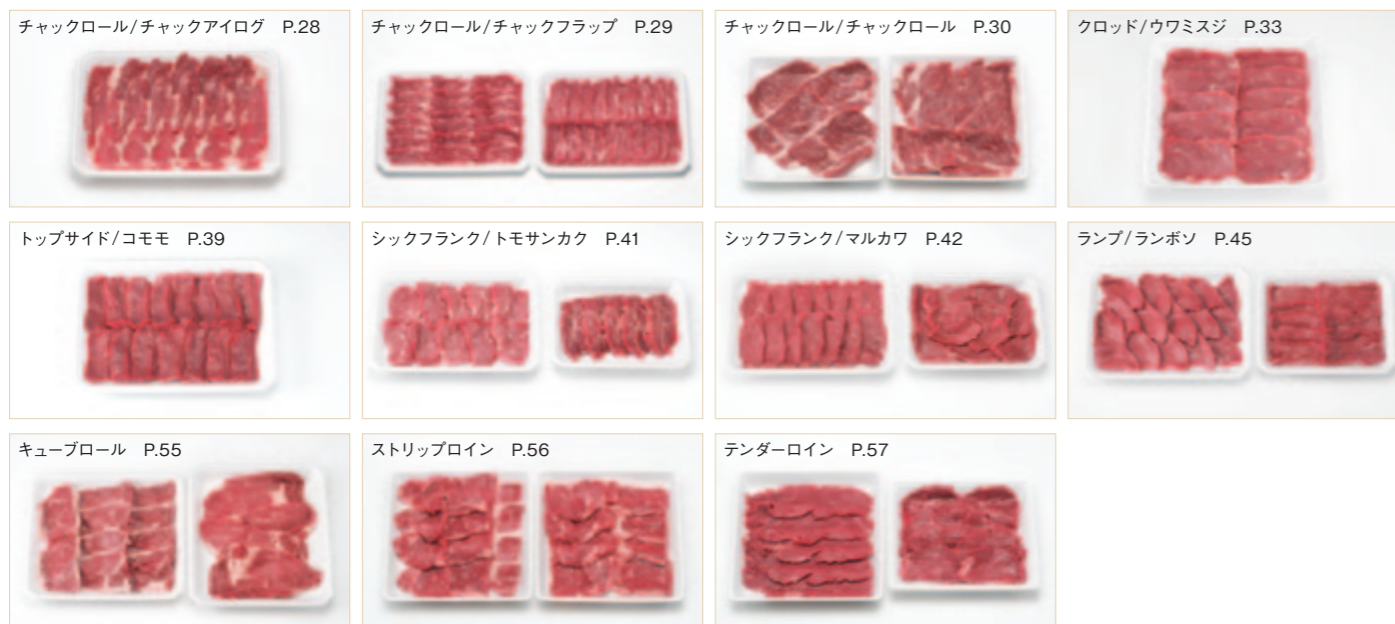 チャックロール/チャックアイログ P.28
チャックロール/チャックフラップ P.29
チャックロール/チャックロール P.30
クロッド/ウワミスジ P.33
トップサイド/コモモ P.39
シックフランク/トモサンカク P.41
シックフランク/マルカワ P.42
ランプ/ランボソ P.45
キューブロール P.55
ストリップロイン P.56
テンダーロイン P.57